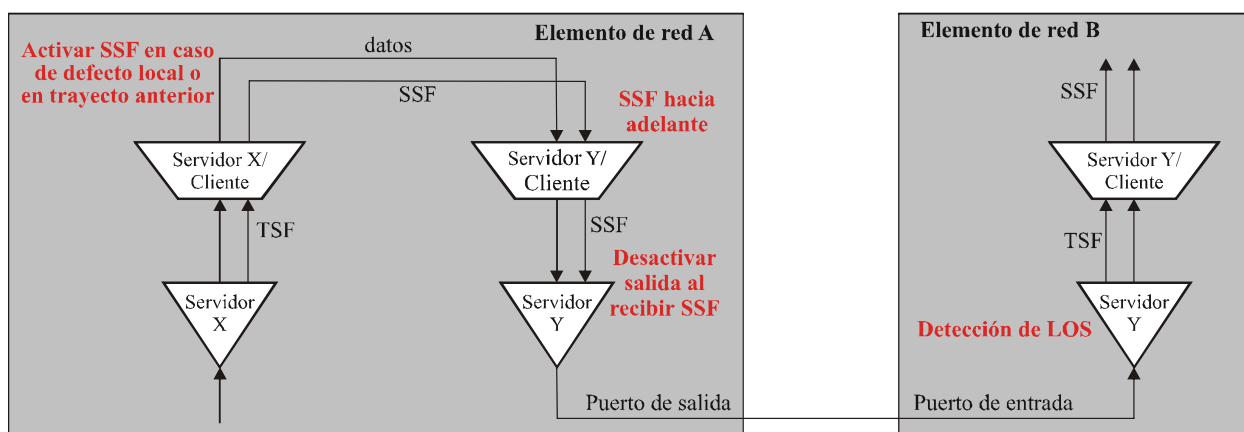 Elemento de red A
Activar SSF en caso
de defecto local o
en trayecto anterior
datos
SSF
SSF hacia
adelante
Servidor X/
Cliente
Servidor Y/
Cliente
TSF
SSF
Desactivar
salida al
recibir SSF
Servidor
X
Servidor
Y
Puerto de salida
Elemento de red B
SSF
Servidor Y/
Cliente
TSF
Servidor
Y
Detección de LOS
Puerto de entrada